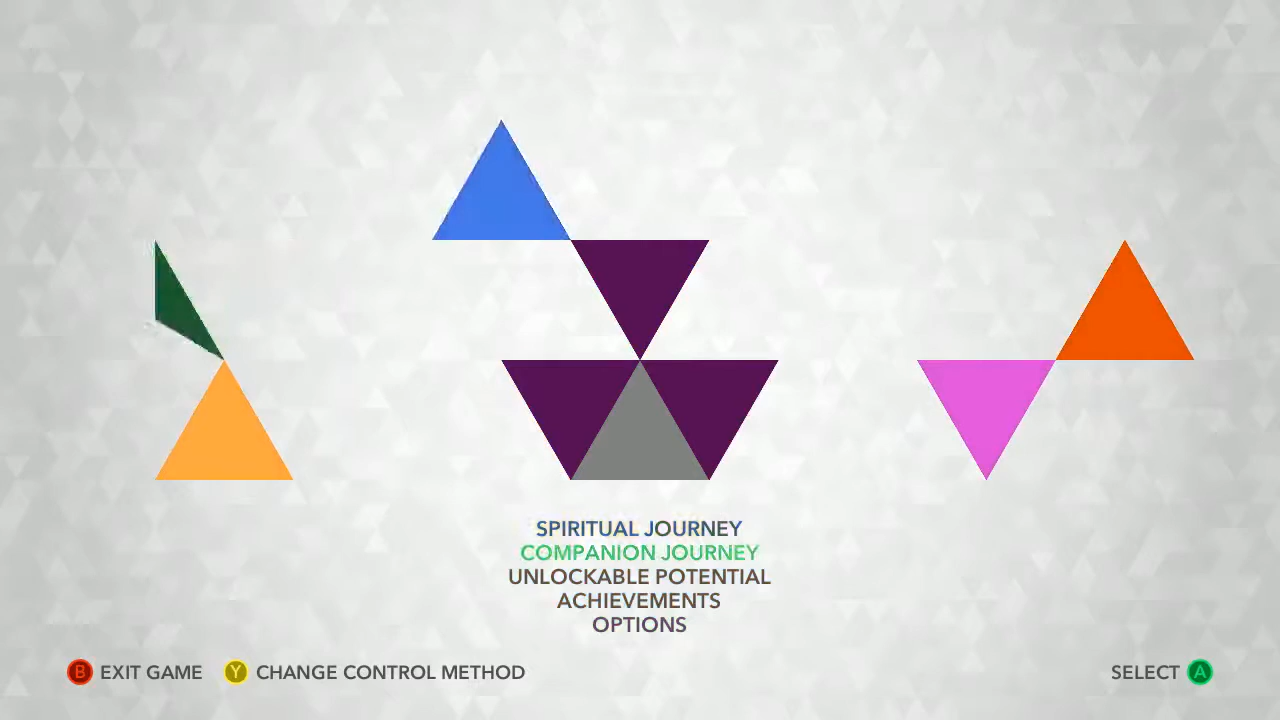 SPIRITUAL JOURNEY
COMPANION JOURNEY
UNLOCKABLE POTENTIAL
ACHIEVEMENTS
OPTIONS
B EXIT GAME Y CHANGE CONTROL METHOD SELECT A